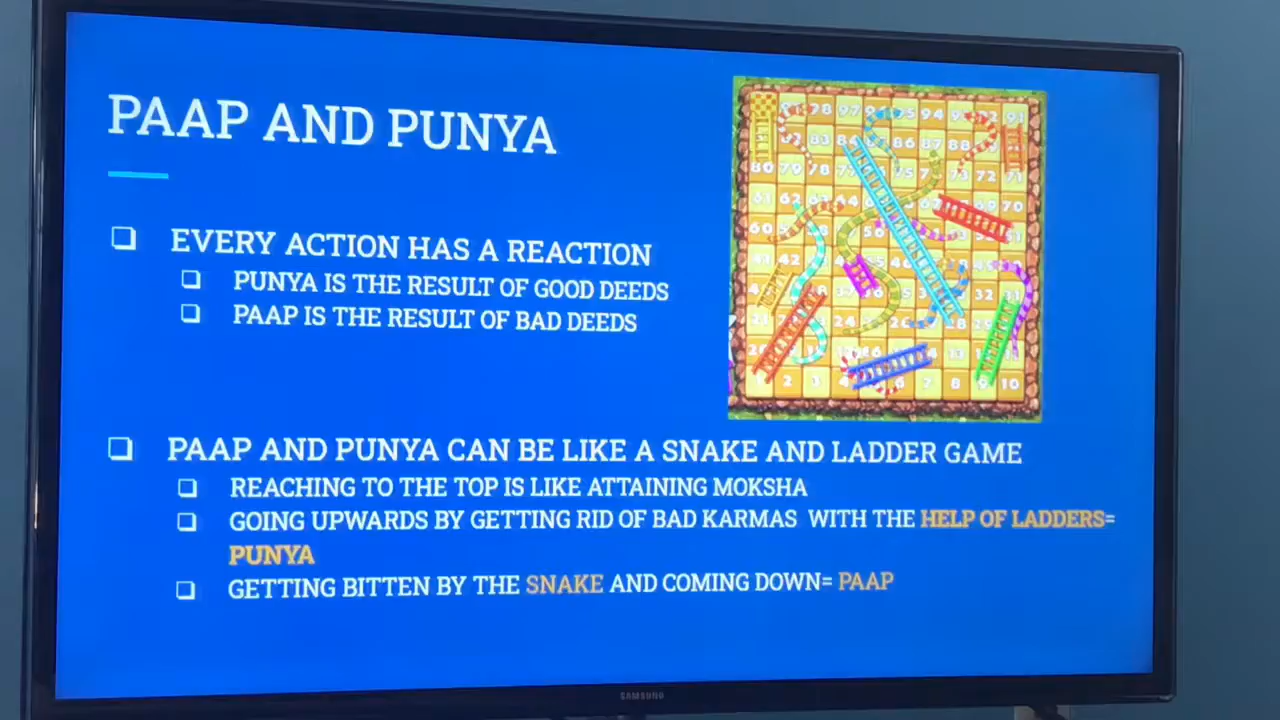 PAAP AND PUNYA
EVERY ACTION HAS A REACTION
PUNYA IS THE RESULT OF GOOD DEEDS
PAAP IS THE RESULT OF BAD DEEDS
PAAP AND PUNYA CAN BE LIKE A SNAKE AND LADDER GAME
REACHING TO THE TOP IS LIKE ATTAINING MOKSHA
GOING UPWARDS BY GETTING RID OF BAD KARMAS WITH THE HELP OF LADDERS=
PUNYA
GETTING BITTEN BY THE SNAKE AND COMING DOWN= PAAP
SAMSUNG